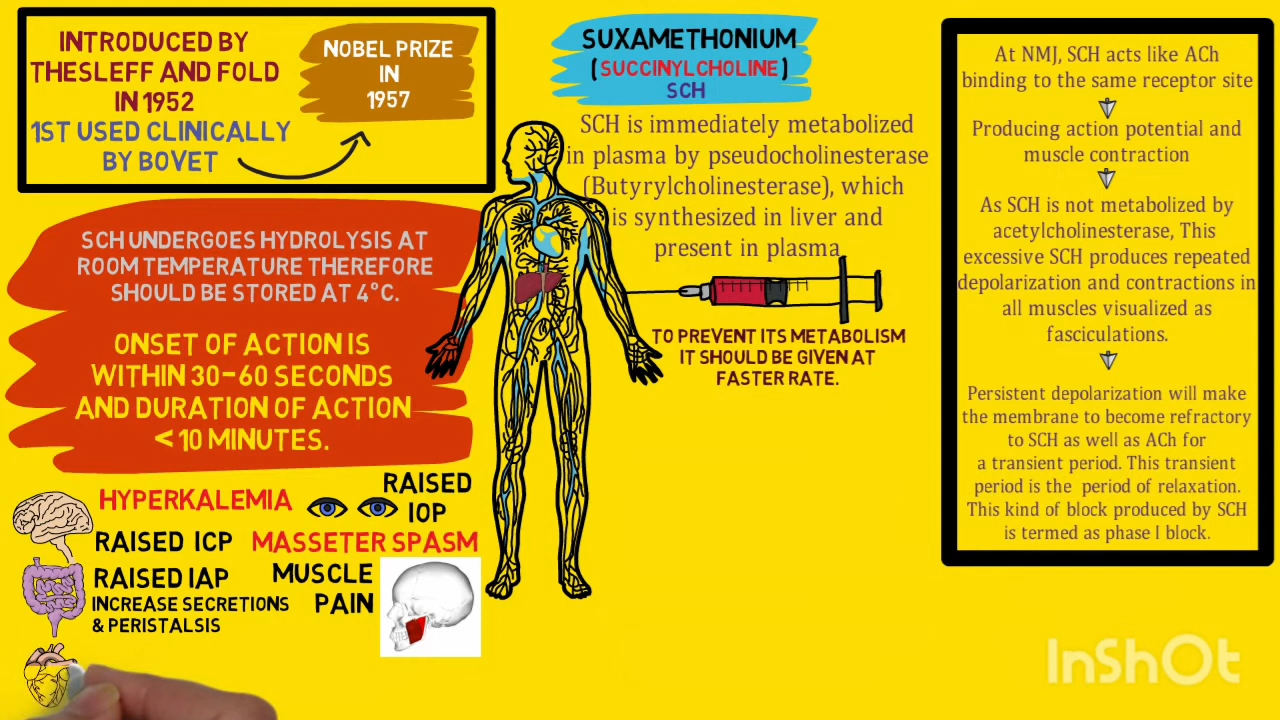 INTRODUCED BY
THESLEFF AND FOLD
IN 1952
1ST USED CLINICALLY
BY BOVET
NOBEL PRIZE
IN
1957
SUXAMETHONIUM
(SUCCINYLCHOLINE)
SCH
SCH is immediately metabolized
in plasma by pseudocholinesterase
(Butyrylcholinesterase), which
is synthesized in liver and
present in plasma
TO PREVENT ITS METABOLISM
IT SHOULD BE GIVEN AT
FASTER RATE.
At NMJ, SCH acts like ACh
binding to the same receptor site
Producing action potential and
muscle contraction
As SCH is not metabolized by
acetylcholinesterase, This
excessive SCH produces repeated
depolarization and contractions in
all muscles visualized as
fasciculations.
Persistent depolarization will make
the membrane to become refractory
to SCH as well as ACh for
a transient period. This transient
period is the period of relaxation.
This kind of block produced by SCH
is termed as phase I block.
SCH UNDERGOES HYDROLYSIS AT
ROOM TEMPERATURE THEREFORE
SHOULD BE STORED AT 4°C.
ONSET OF ACTION IS
WITHIN 30-60 SECONDS
AND DURATION OF ACTION
< 10 MINUTES.
HYPERKALEMIA
RAISED
IOP
RAISED ICP
MASSETER SPASM
RAISED IAP
INCREASE SECRETIONS
& PERISTALSIS
MUSCLE
PAIN
InShOt